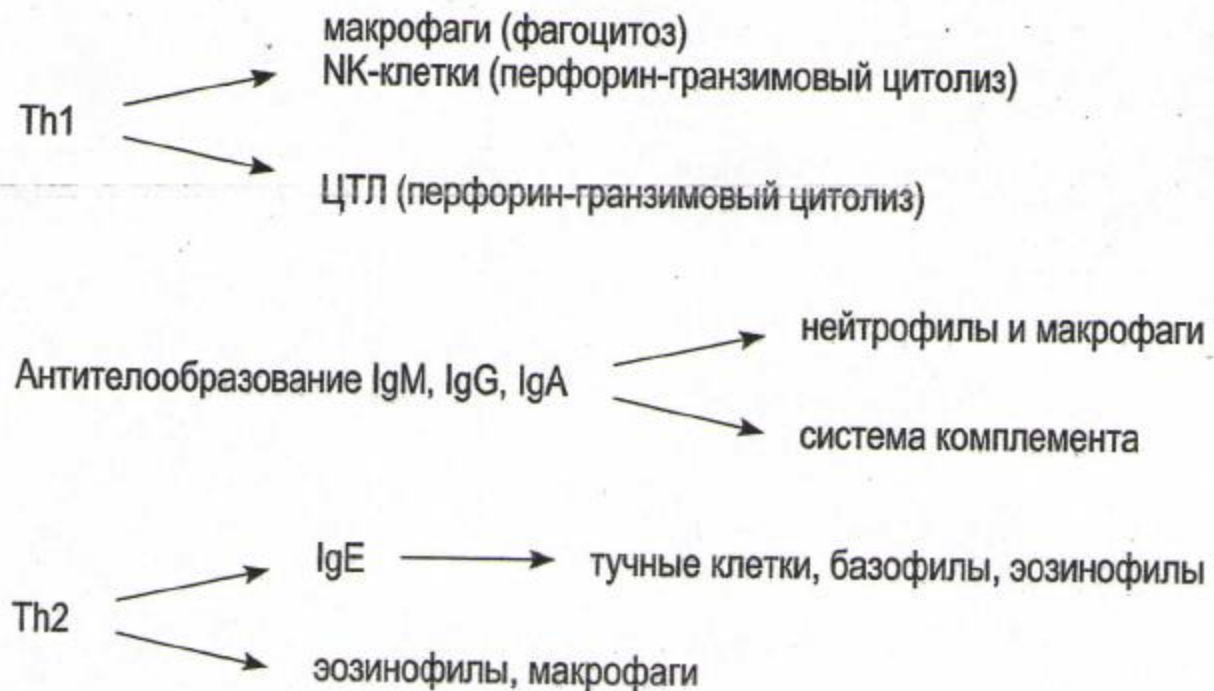 макрофаги (фагоцитоз)
NK-клетки (перфорин-гранзимовый цитолиз)
Th1
ЦТЛ (перфорин-гранзимовый цитолиз)
нейтрофилы и макрофаги
Антителообразование IgM, IgG, IgA
система комплемента
IgE тучные клетки, базофилы, эозинофилы
Th2
эозинофилы, макрофаги